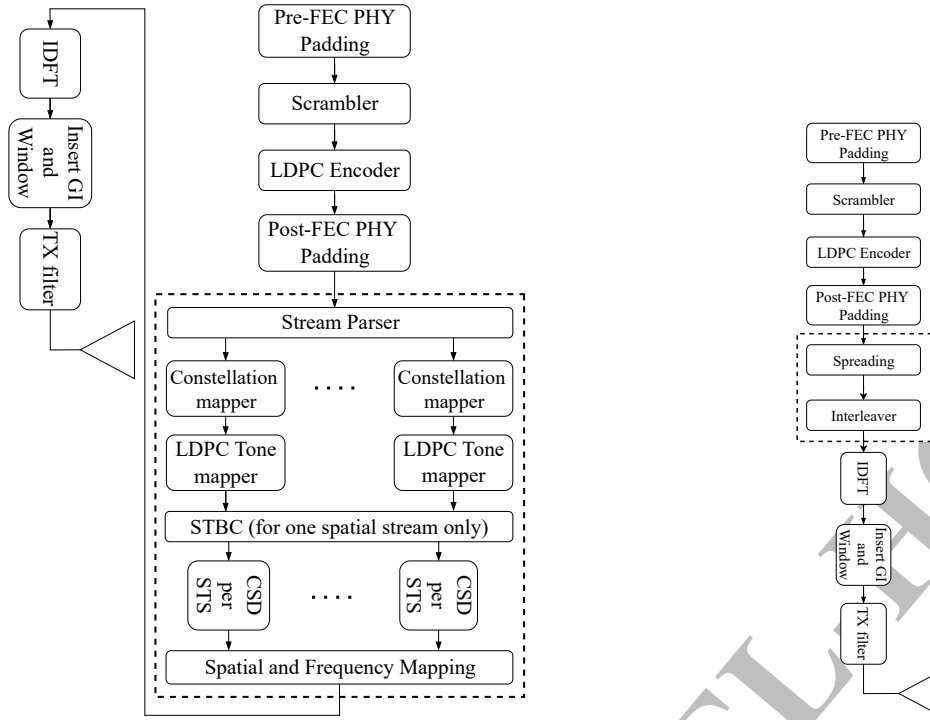 IDFT
Insert GI
and
Window
TX filter
Pre-FEC PHY
Padding
Scrambler
LDPC Encoder
Post-FEC PHY
Padding
Stream Parser
Constellation
mapper
. . . .
Constellation
mapper
LDPC Tone
mapper
LDPC Tone
mapper
STBC (for one spatial stream only)
CSD
per
STS
. . . .
CSD
per
STS
Spatial and Frequency Mapping
Pre-FEC PHY
Padding
Scrambler
LDPC Encoder
Post-FEC PHY
Padding
Spreading
Interleaver
IDFT
Insert GI
and
Window
TX filter